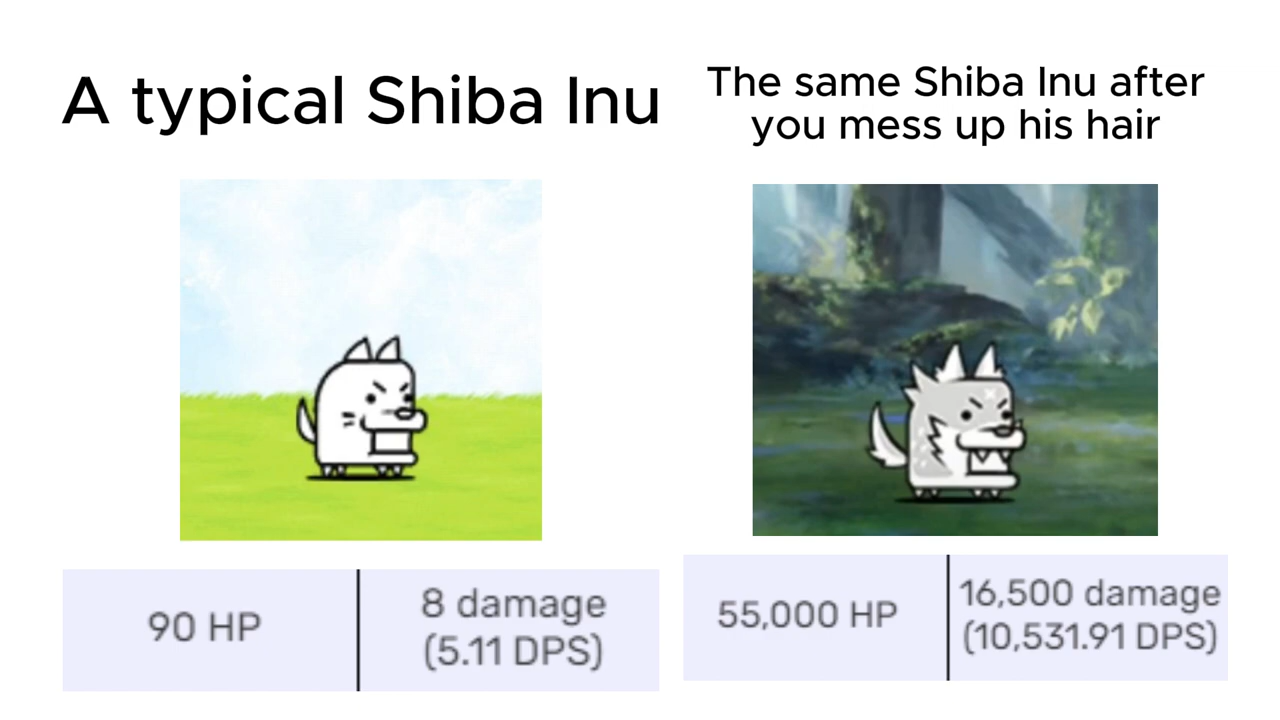 A typical Shiba Inu
The same Shiba Inu after
you mess up his hair
90 HP
8 damage
(5.11 DPS)
55,000 HP
16,500 damage
(10,531.91 DPS)